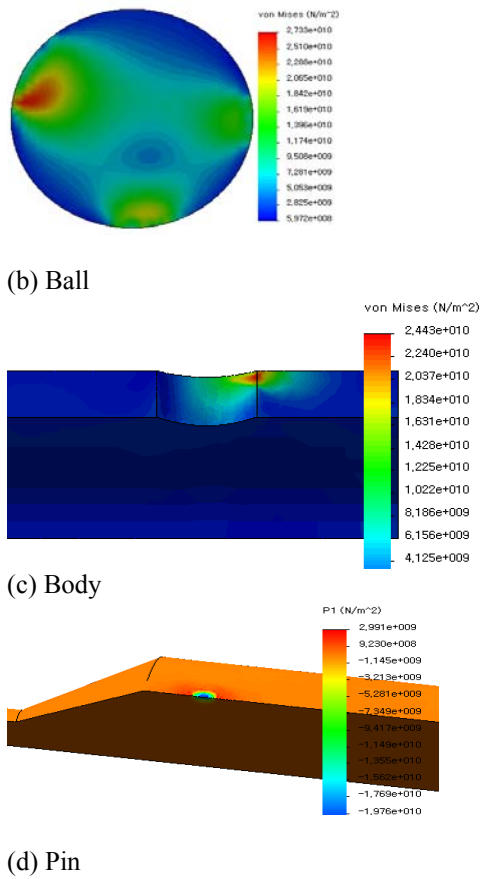 von Mises (N/m^2)
2,733e+010
2,510e+010
2,288e+010
2,065e+010
1,842e+010
1,619e+010
1,396e+010
1,174e+010
9,508e+009
7,281e+009
5,053e+009
2,825e+009
5,972e+008
(b) Ball
von Mises (N/m^2)
2,443e+010
2,240e+010
2,037e+010
1,834e+010
1,631e+010
1,428e+010
1,225e+010
1,022e+010
8,186e+009
6,156e+009
4,125e+009
(c) Body
P1 (N/m^2)
2,991e+009
9,230e+008
-1,145e+009
-3,213e+009
-5,281e+009
-7,349e+009
-9,417e+009
-1,149e+010
-1,355e+010
-1,562e+010
-1,769e+010
-1,976e+010
(d) Pin